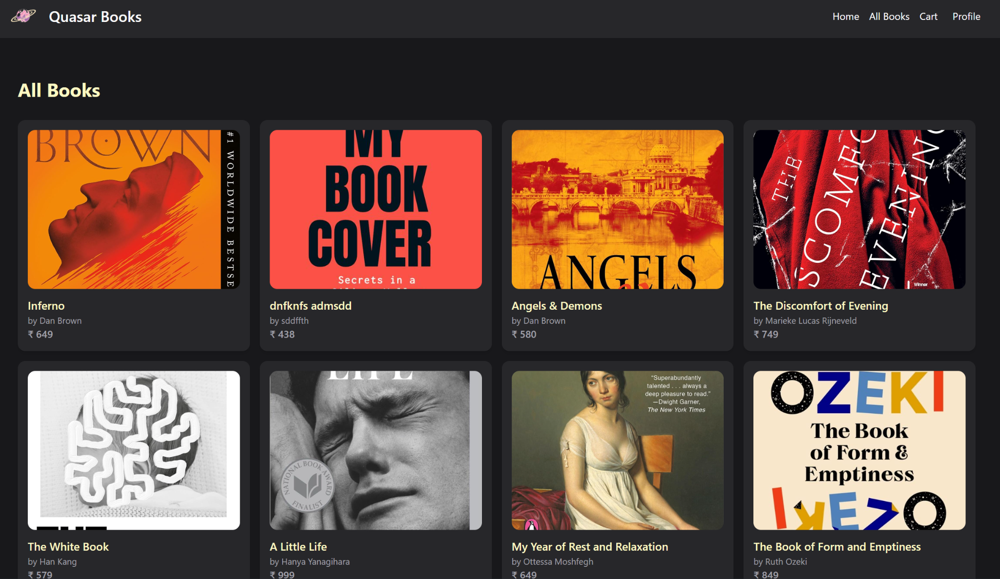 Quasar Books
Home All Books Cart Profile
All Books
BROWN
#1 WORLDWIDE BESTSE
Inferno
by Dan Brown
₹ 649
MY
BOOK
COVER
Secrets in a
dnfknfs admsdd
by sddffth
₹ 438
ANGELS
Angels & Demons
by Dan Brown
₹ 580
THE
SCOMFO
EVENING
Winner
The Discomfort of Evening
by Marieke Lucas Rijneveld
₹ 749
The White Book
by Han Kang
₹ 579
LIFE
NATIONAL BOOK AWARD
FINALIST
A Little Life
by Hanya Yanagihara
₹ 999
"Superabundantly
talented . . . always a
deep pleasure to read."
—Dwight Garner,
The New York Times
My Year of Rest and Relaxation
by Ottessa Moshfegh
₹ 649
OZEKI
The Book
of Form &
Emptiness
OZEKI
The Book of Form and Emptiness
by Ruth Ozeki
₹ 849